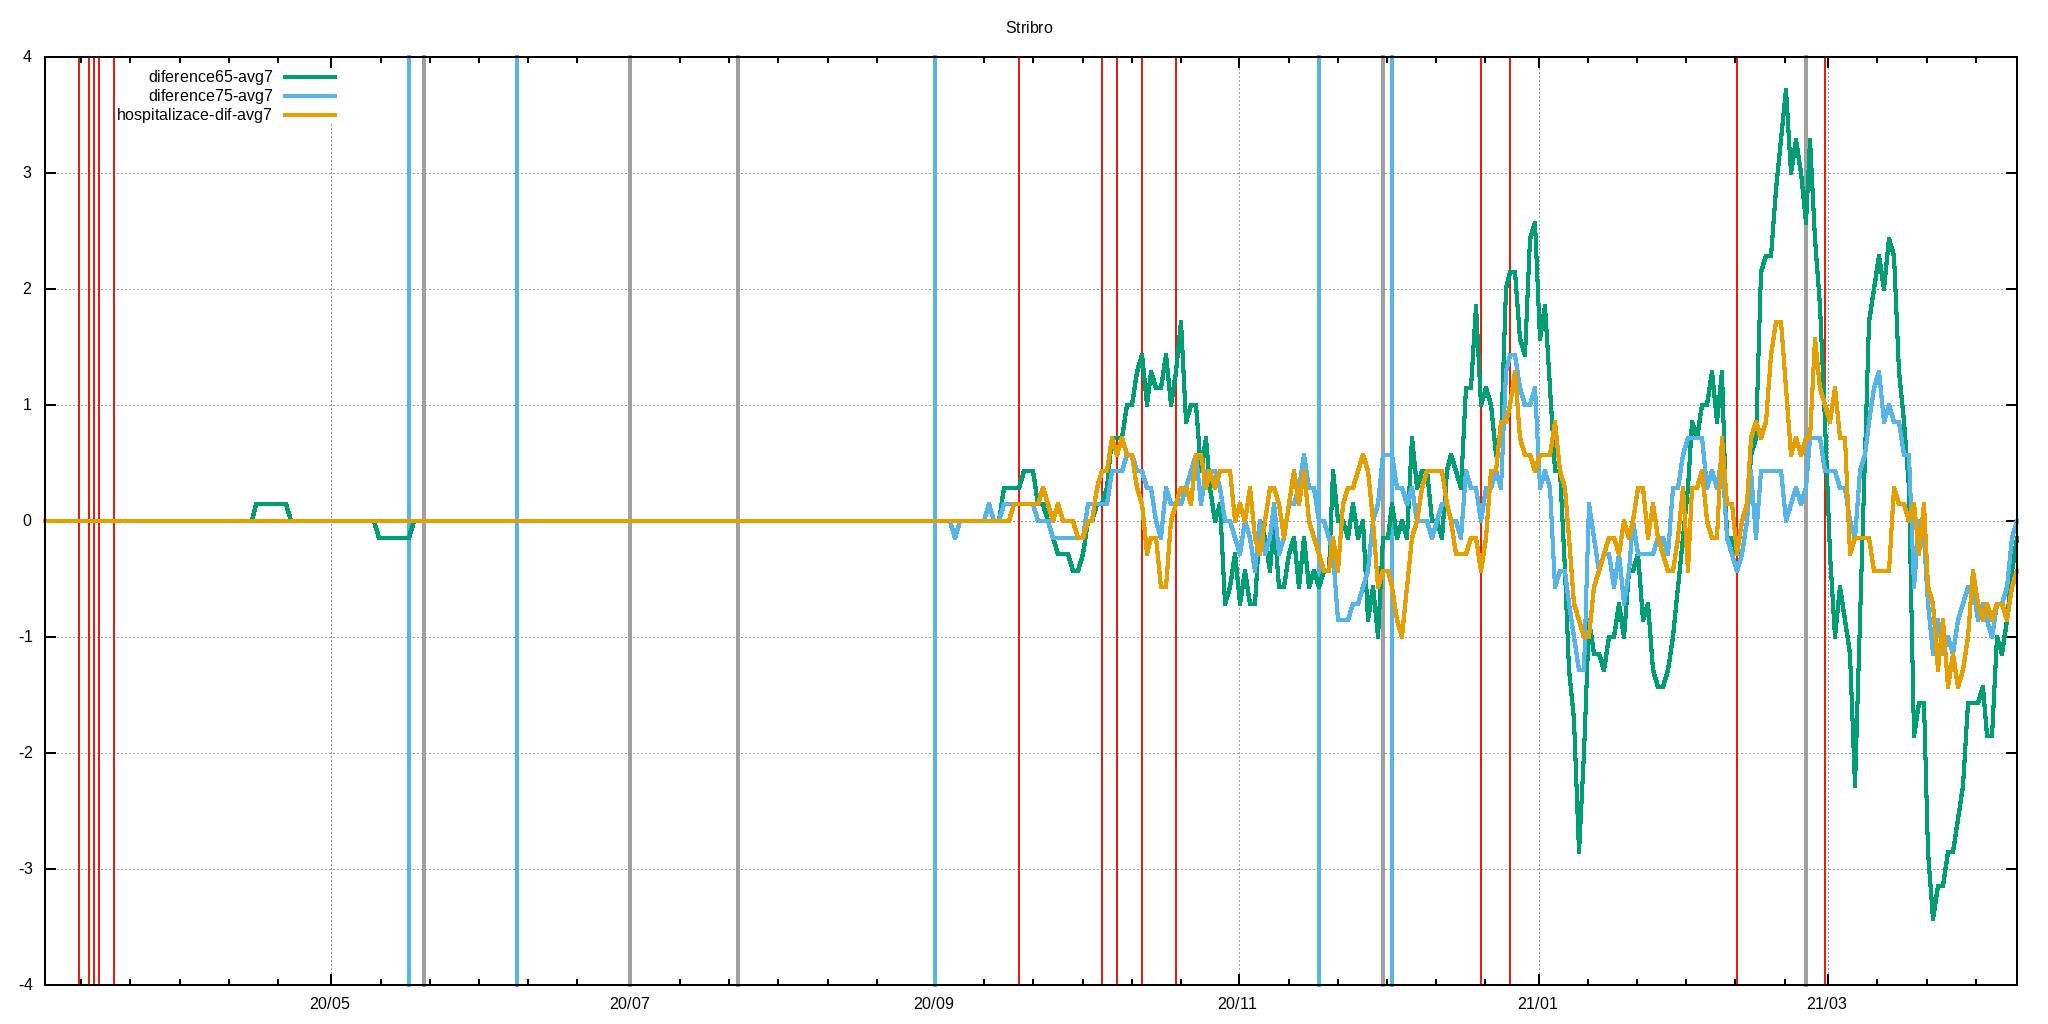 Stribro
4
diference65-avg7
diference75-avg7
hospitalizace-dif-avg7
3
2
1
0
-1
-2
-3
-4
20/05 20/07 20/09 20/11 21/01 21/03